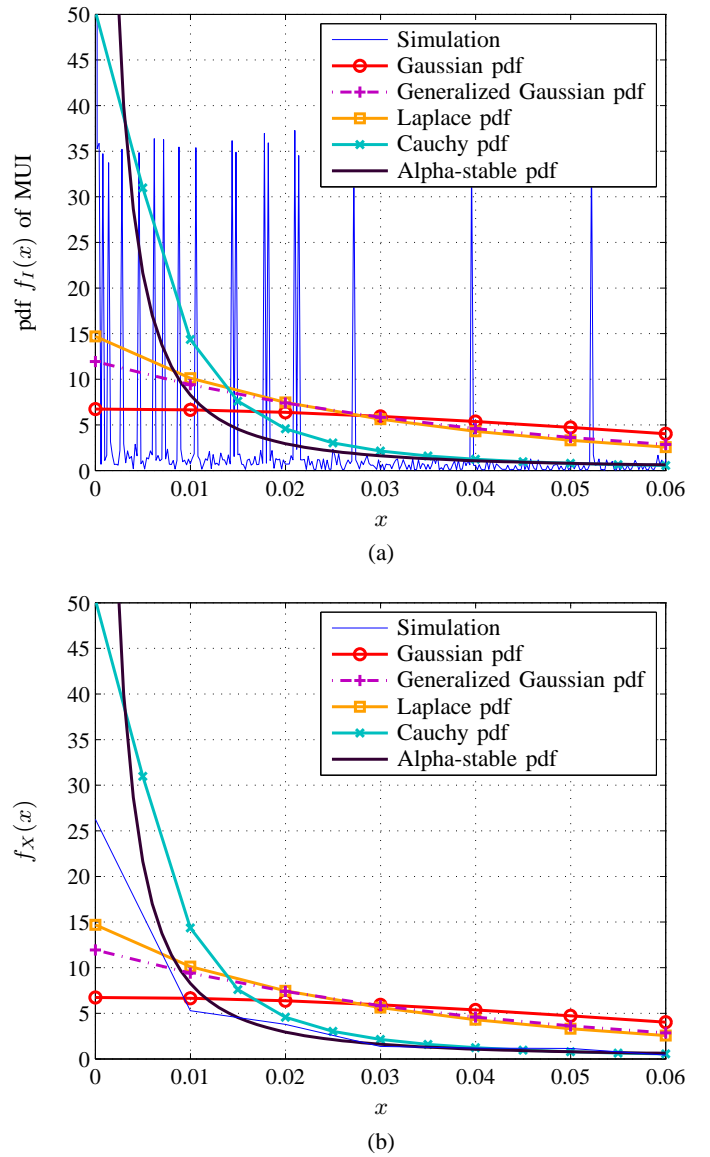 50
45
40
35
30
25
20
15
10
5
0
pdf f_I(x) of MUI
Simulation
Gaussian pdf
Generalized Gaussian pdf
Laplace pdf
Cauchy pdf
Alpha-stable pdf
0 0.01 0.02 0.03 0.04 0.05 0.06
x
(a)
50
45
40
35
30
25
20
15
10
5
0
f_X(x)
Simulation
Gaussian pdf
Generalized Gaussian pdf
Laplace pdf
Cauchy pdf
Alpha-stable pdf
0 0.01 0.02 0.03 0.04 0.05 0.06
x
(b)